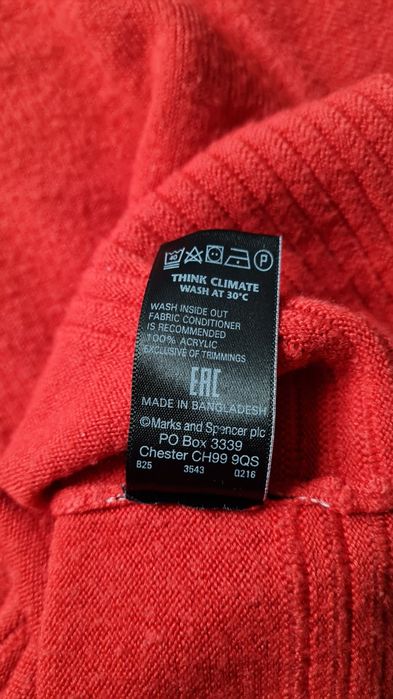 40 P
THINK CLIMATE
WASH AT 30°C
WASH INSIDE OUT
FABRIC CONDITIONER
IS RECOMMENDED
100% ACRYLIC
EXCLUSIVE OF TRIMMINGS
EAC
MADE IN BANGLADESH
©Marks and Spencer plc
PO Box 3339
Chester CH99 9QS
B25 3543 0216